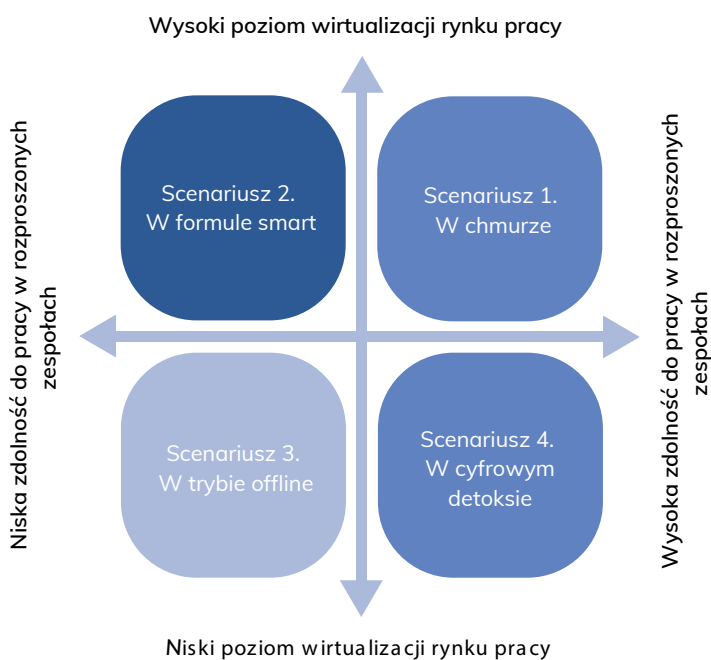 Wysoki poziom wirtualizacji rynku pracy
Niska zdolność do pracy w rozproszonych
zespołach
Scenariusz 2.
W formule smart
Scenariusz 1.
W chmurze
Wysoka zdolność do pracy w rozproszonych
zespołach
Scenariusz 3.
W trybie offline
Scenariusz 4.
W cyfrowym
detoksie
Niski poziom wirtualizacji rynku pracy